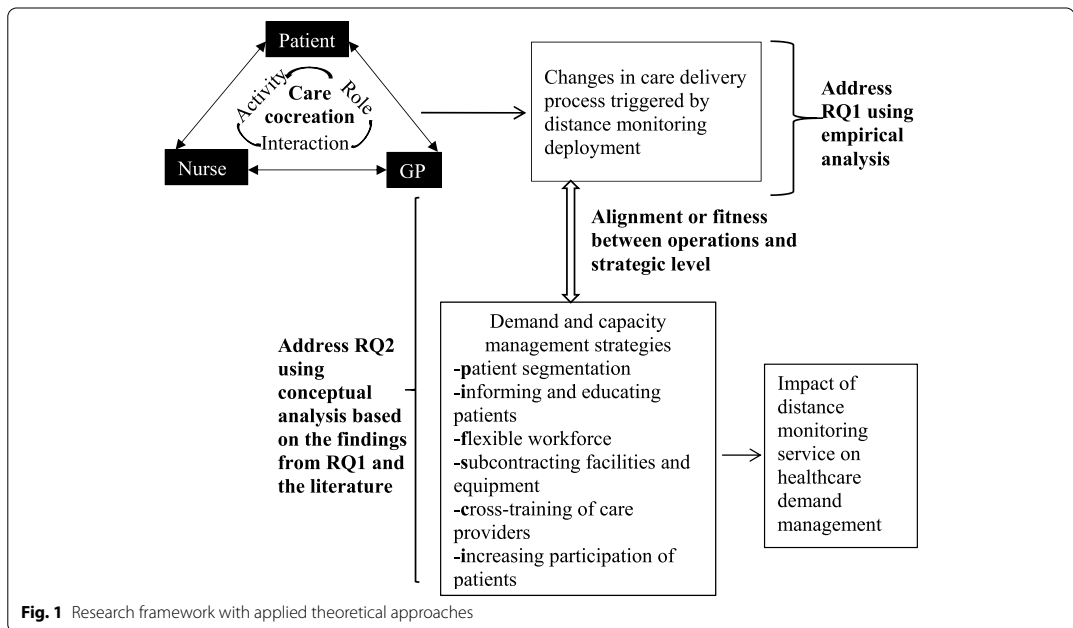 Patient
Activity
Care
cocreation
Role
Interaction
Nurse
GP
Changes in care delivery
process triggered by
distance monitoring
deployment
Address
RQ1 using
empirical
analysis
Alignment or fitness
between operations and
strategic level
Address RQ2
using
conceptual
analysis based
on the findings
from RQ1 and
the literature
Demand and capacity
management strategies
-patient segmentation
-informing and educating
patients
-flexible workforce
-subcontracting facilities and
equipment
-cross-training of care
providers
-increasing participation of
patients
Impact of
distance
monitoring
service on
healthcare
demand
management
Fig. 1 Research framework with applied theoretical approaches